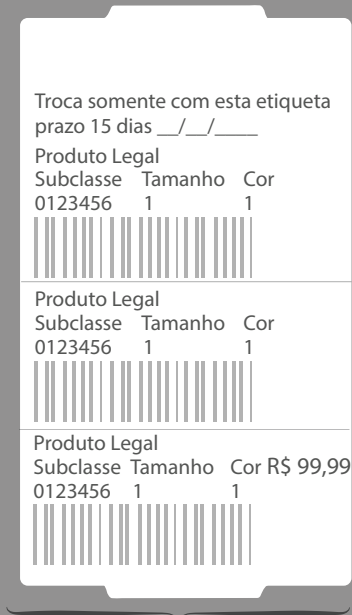 Troca somente com esta etiqueta
prazo 15 dias __/__/____
Produto Legal
Subclasse Tamanho Cor
0123456 1 1
Produto Legal
Subclasse Tamanho Cor
0123456 1 1
Produto Legal
Subclasse Tamanho Cor R$ 99,99
0123456 1 1